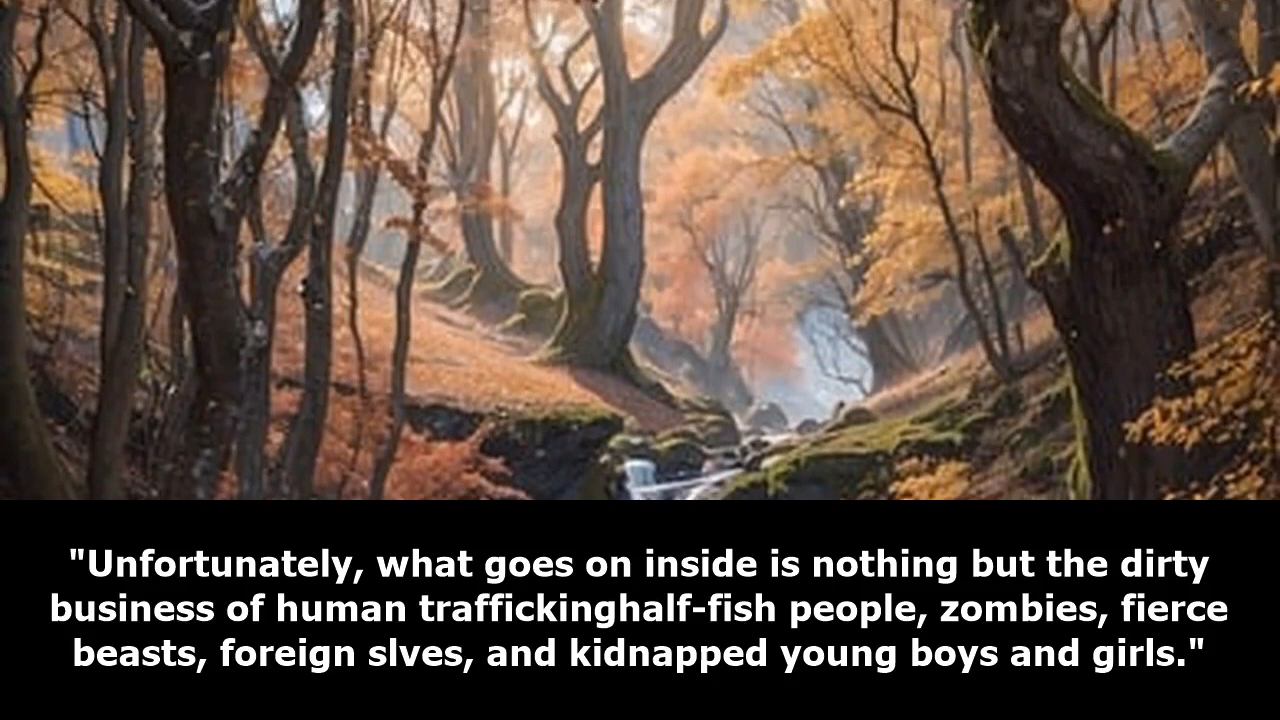 "Unfortunately, what goes on inside is nothing but the dirty
business of human traffickinghalf-fish people, zombies, fierce
beasts, foreign slves, and kidnapped young boys and girls."